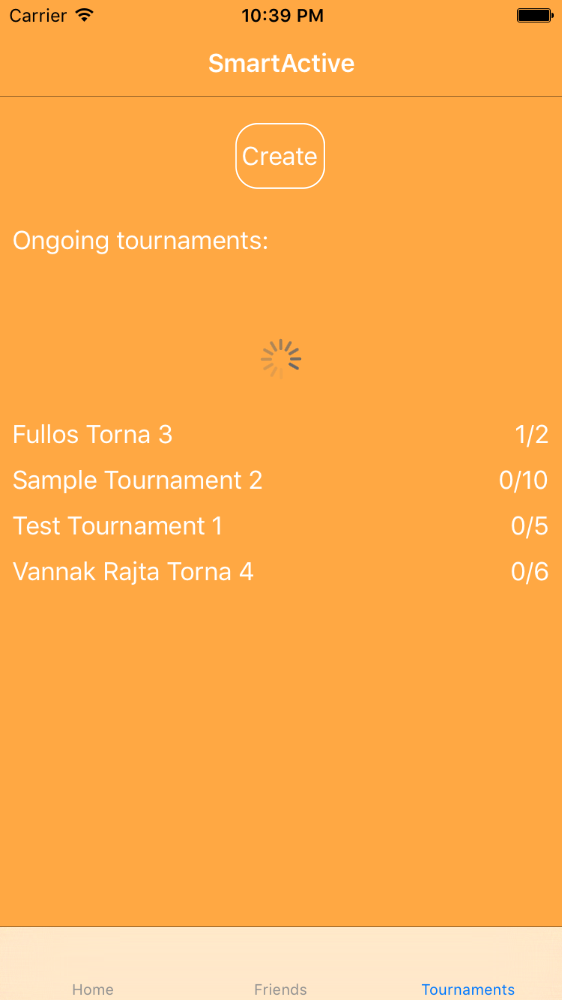 Carrier 10:39 PM
SmartActive
Create
Ongoing tournaments:
Fullos Torna 3 1/2
Sample Tournament 2 0/10
Test Tournament 1 0/5
Vannak Rajta Torna 4 0/6
Home Friends Tournaments